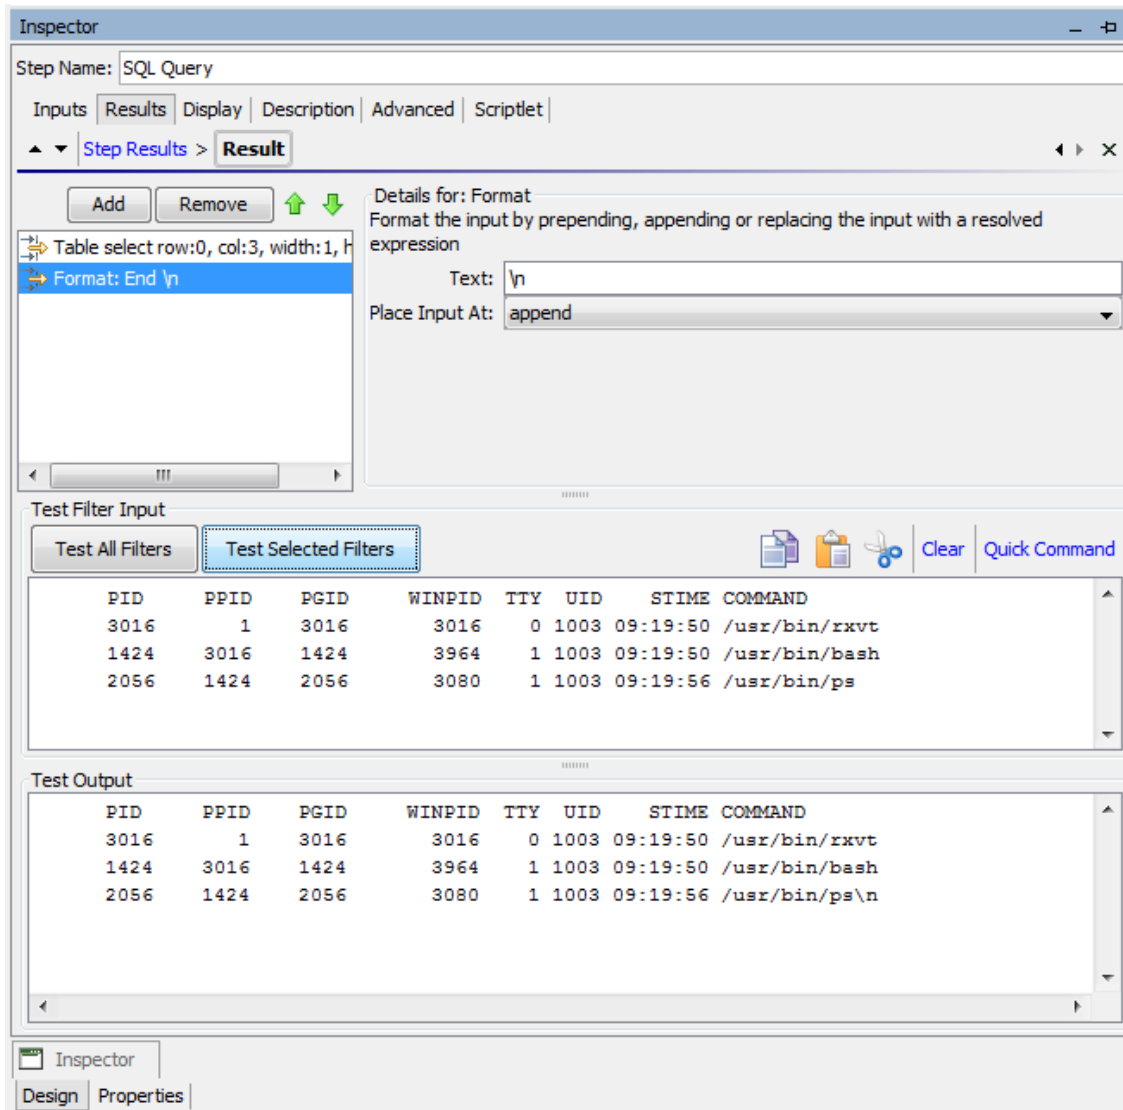 Inspector
Step Name: SQL Query
Inputs Results Display Description Advanced Scriptlet
Step Results > Result
Add Remove
Details for: Format
Format the input by prepending, appending or replacing the input with a resolved
expression
Table select row:0, col:3, width:1, h
Format: End \n
Text: \n
Place Input At: append
Test Filter Input
Test All Filters Test Selected Filters Clear Quick Command
PID PPID PGID WINPID TTY UID STIME COMMAND
3016 1 3016 3016 0 1003 09:19:50 /usr/bin/rxvt
1424 3016 1424 3964 1 1003 09:19:50 /usr/bin/bash
2056 1424 2056 3080 1 1003 09:19:56 /usr/bin/ps
Test Output
PID PPID PGID WINPID TTY UID STIME COMMAND
3016 1 3016 3016 0 1003 09:19:50 /usr/bin/rxvt
1424 3016 1424 3964 1 1003 09:19:50 /usr/bin/bash
2056 1424 2056 3080 1 1003 09:19:56 /usr/bin/ps\n
Inspector
Design Properties